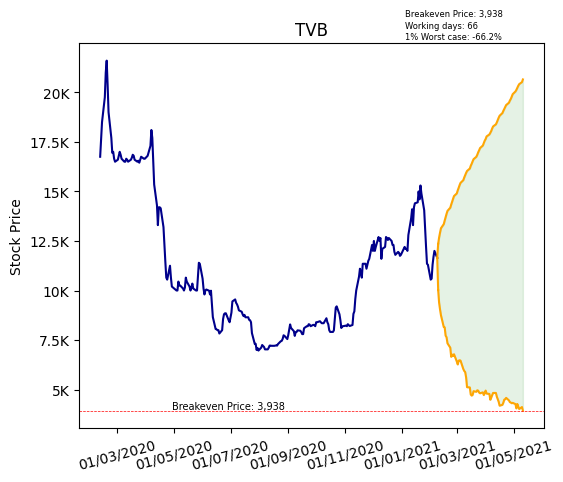 Breakeven Price: 3,938
Working days: 66
1% Worst case: -66.2%
TVB
Stock Price
20K
17.5K
15K
12.5K
10K
7.5K
5K
Breakeven Price: 3,938
01/03/2020 01/05/2020 01/07/2020 01/09/2020 01/11/2020 01/01/2021 01/03/2021 01/05/2021